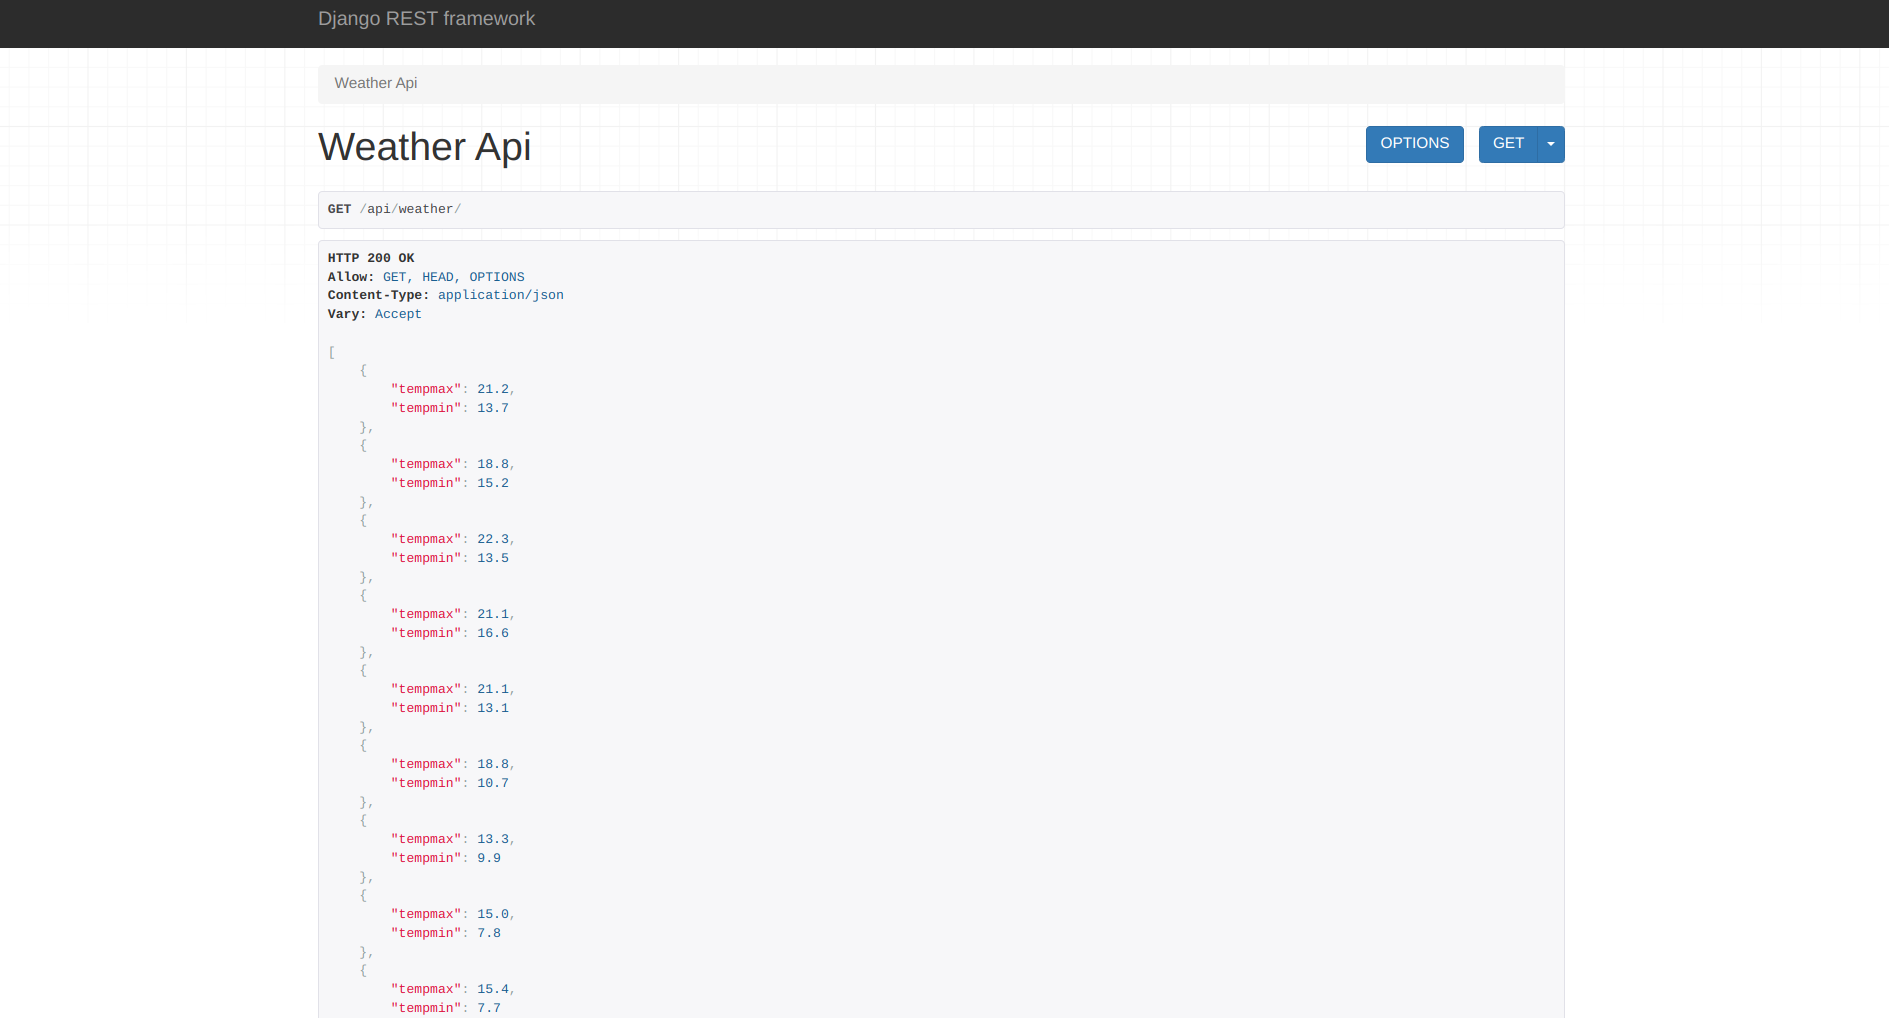 Django REST framework
Weather Api
Weather Api
OPTIONS
GET
GET /api/weather/
HTTP 200 OK
Allow: GET, HEAD, OPTIONS
Content-Type: application/json
Vary: Accept
[
    {
        "tempmax": 21.2,
        "tempmin": 13.7
    },
    {
        "tempmax": 18.8,
        "tempmin": 15.2
    },
    {
        "tempmax": 22.3,
        "tempmin": 13.5
    },
    {
        "tempmax": 21.1,
        "tempmin": 16.6
    },
    {
        "tempmax": 21.1,
        "tempmin": 13.1
    },
    {
        "tempmax": 18.8,
        "tempmin": 10.7
    },
    {
        "tempmax": 13.3,
        "tempmin": 9.9
    },
    {
        "tempmax": 15.0,
        "tempmin": 7.8
    },
    {
        "tempmax": 15.4,
        "tempmin": 7.7